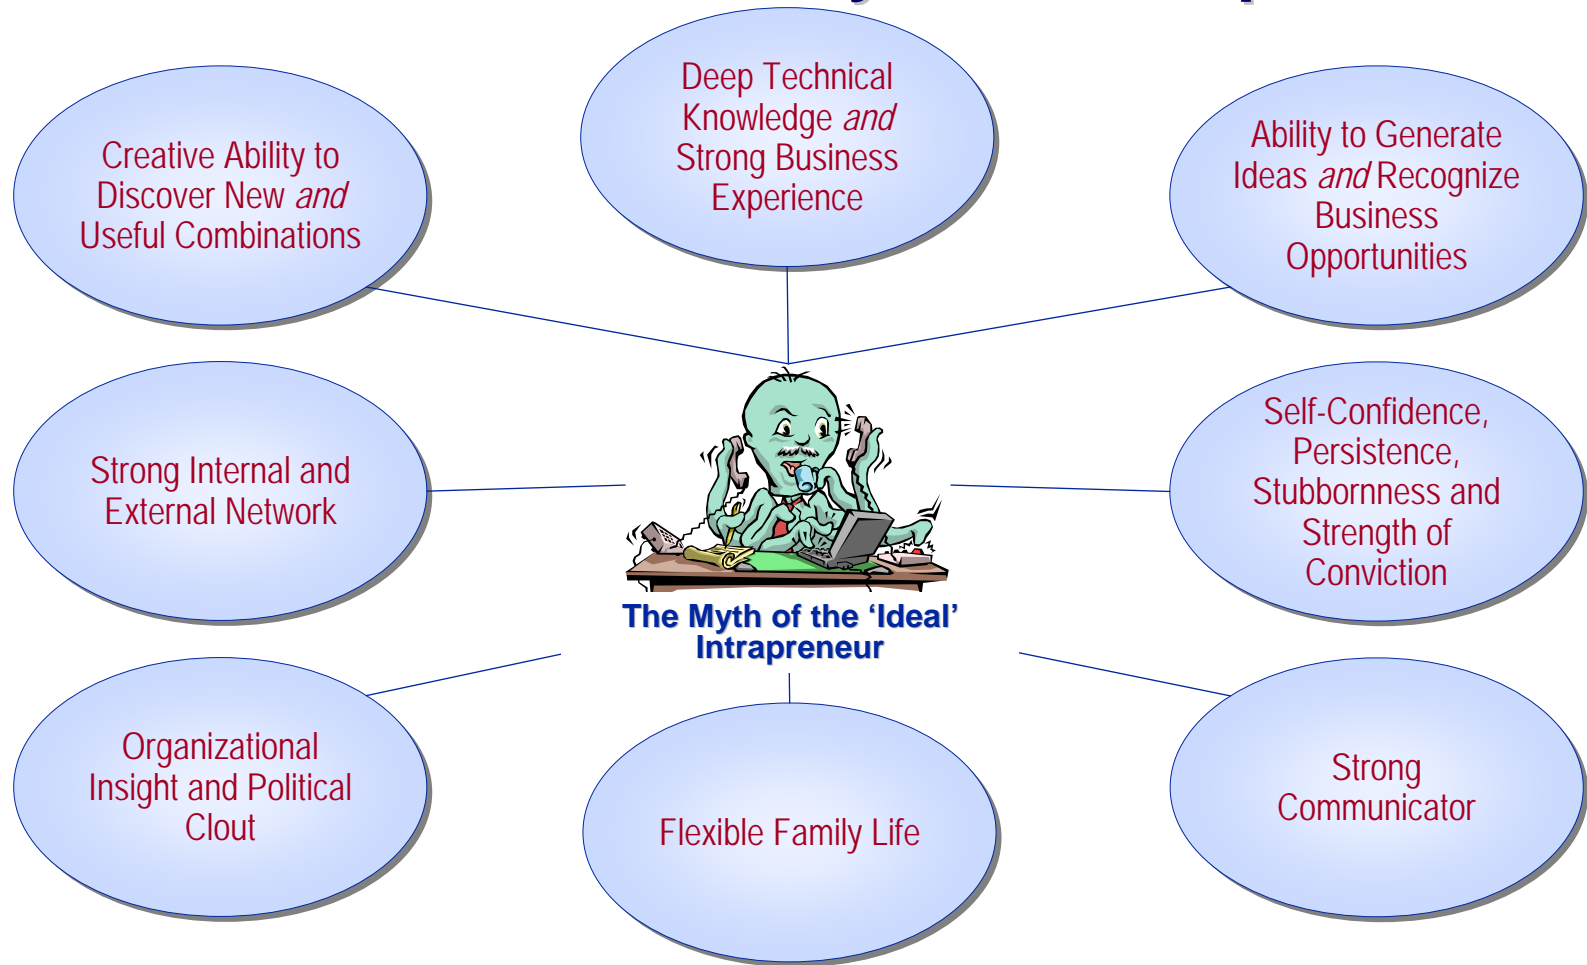 Deep Technical
Knowledge and
Strong Business
Experience
Creative Ability to
Discover New and
Useful Combinations
Ability to Generate
Ideas and Recognize
Business
Opportunities
Strong Internal and
External Network
Self-Confidence,
Persistence,
Stubbornness and
Strength of
Conviction
The Myth of the ‘Ideal’
Intrapreneur
Organizational
Insight and Political
Clout
Flexible Family Life
Strong
Communicator